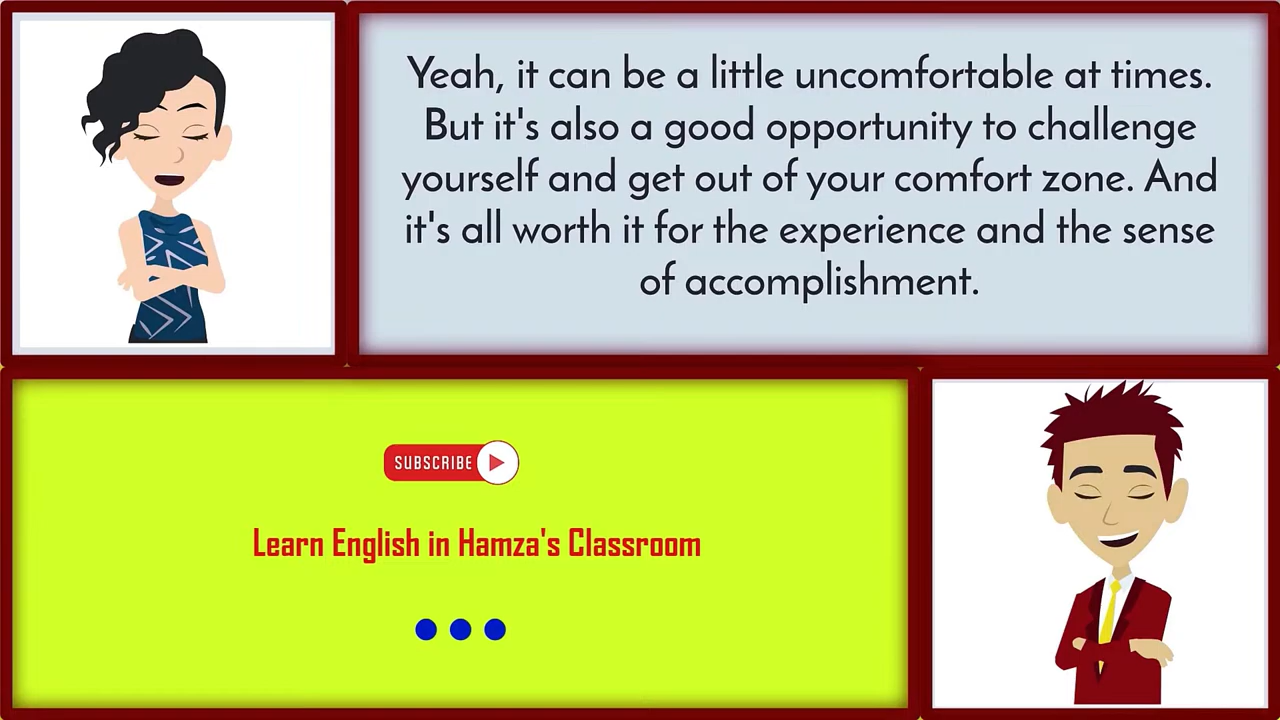 Yeah, it can be a little uncomfortable at times.
But it's also a good opportunity to challenge
yourself and get out of your comfort zone. And
it's all worth it for the experience and the sense
of accomplishment.
SUBSCRIBE
Learn English in Hamza's Classroom